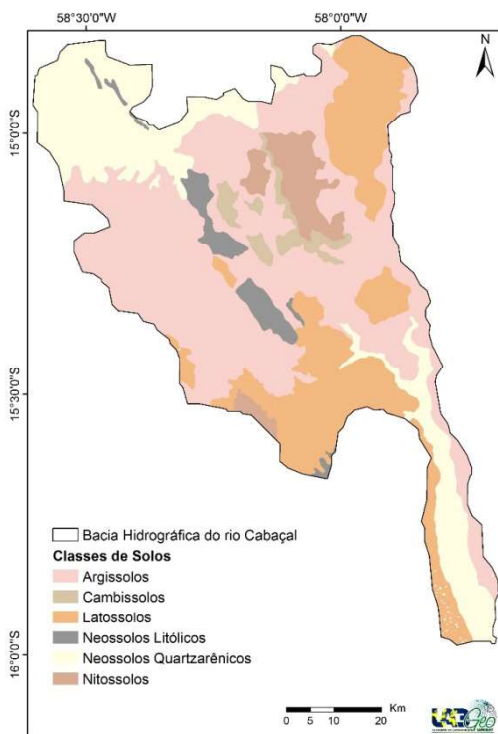 58°30'0"W
58°0'0"W
N
15°0'0"S
15°30'0"S
16°0'0"S
Bacia Hidrográfica do rio Cabaçal
Classes de Solos
Argissolos
Cambissolos
Latossolos
Neossolos Litólicos
Neossolos Quartzarênicos
Nitossolos
Km
0 5 10 20
Geo